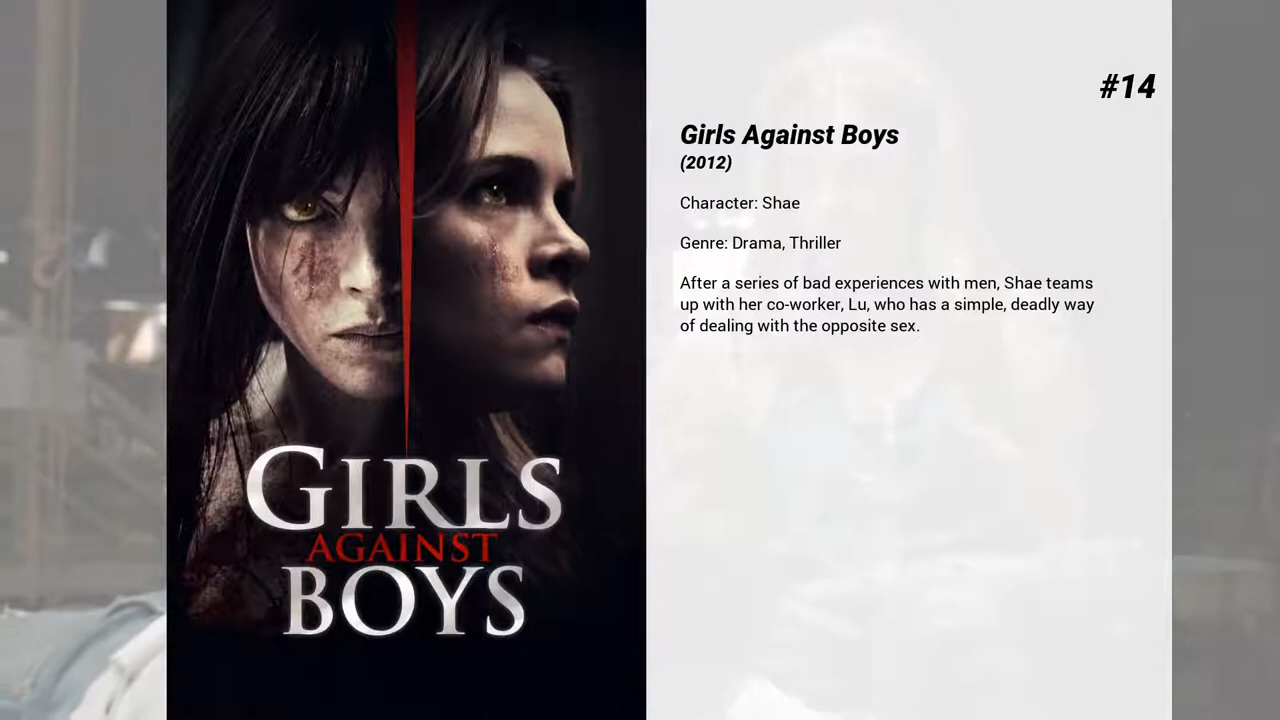 GIRLS
AGAINST
BOYS
#14
Girls Against Boys
(2012)
Character: Shae
Genre: Drama, Thriller
After a series of bad experiences with men, Shae teams
up with her co-worker, Lu, who has a simple, deadly way
of dealing with the opposite sex.